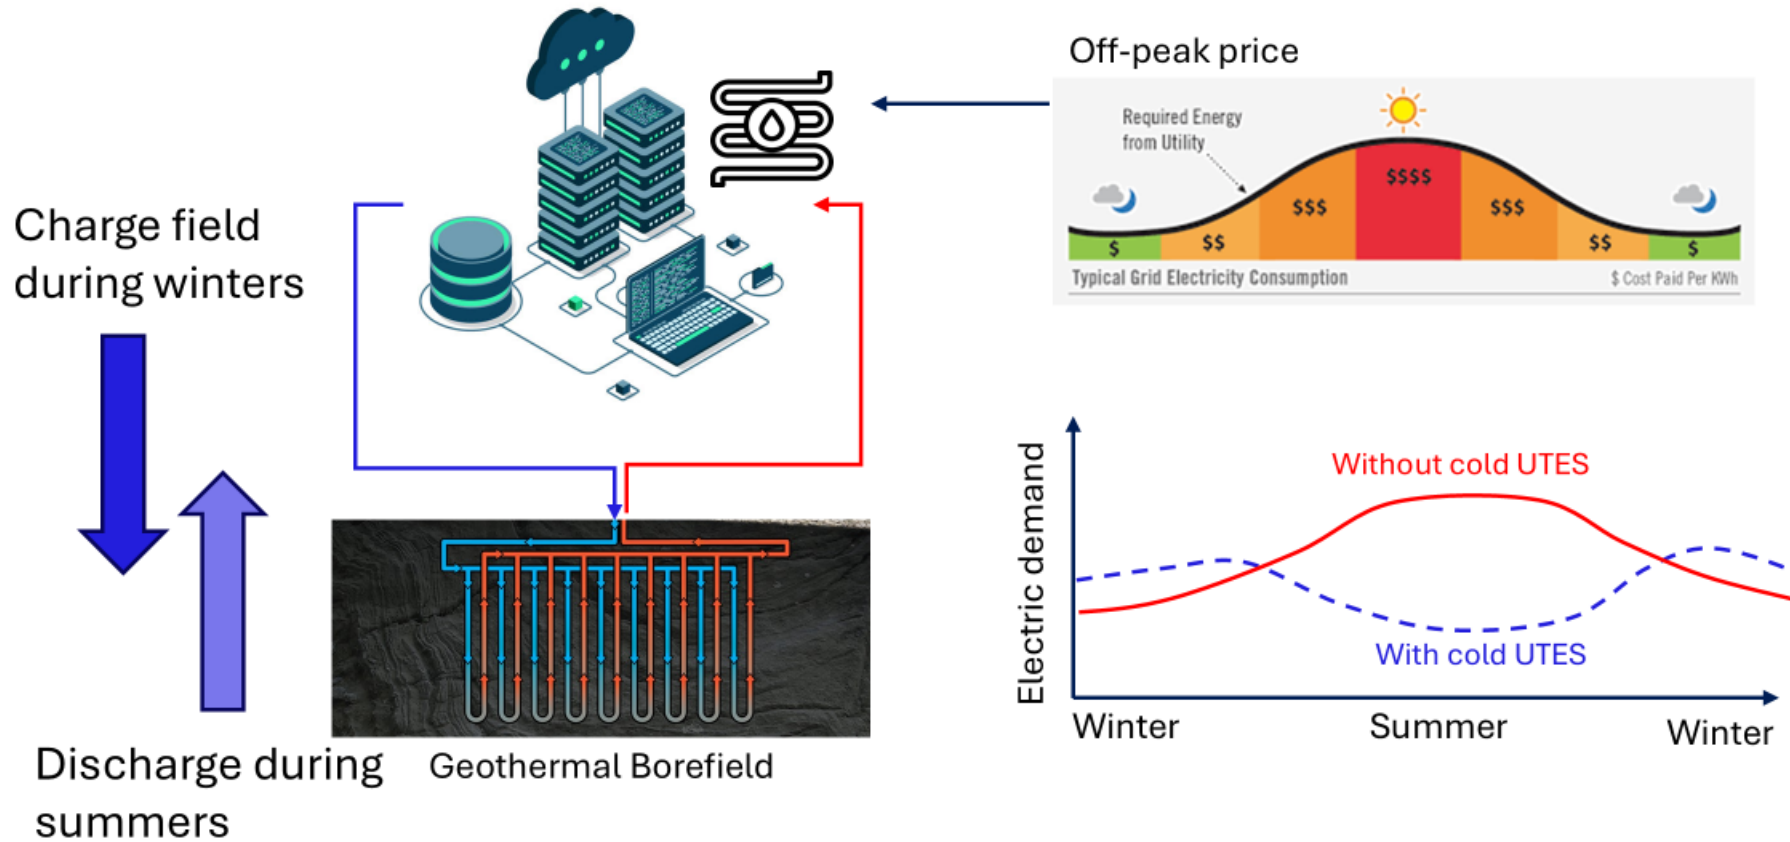 Off-peak price
Required Energy
from Utility
$
$$
$$$
$$$$
$$$
$$
$
Typical Grid Electricity Consumption
$ Cost Paid Per KWh
Charge field
during winters
Discharge during
summers
Geothermal Borefield
Electric demand
Without cold UTES
With cold UTES
Winter
Summer
Winter